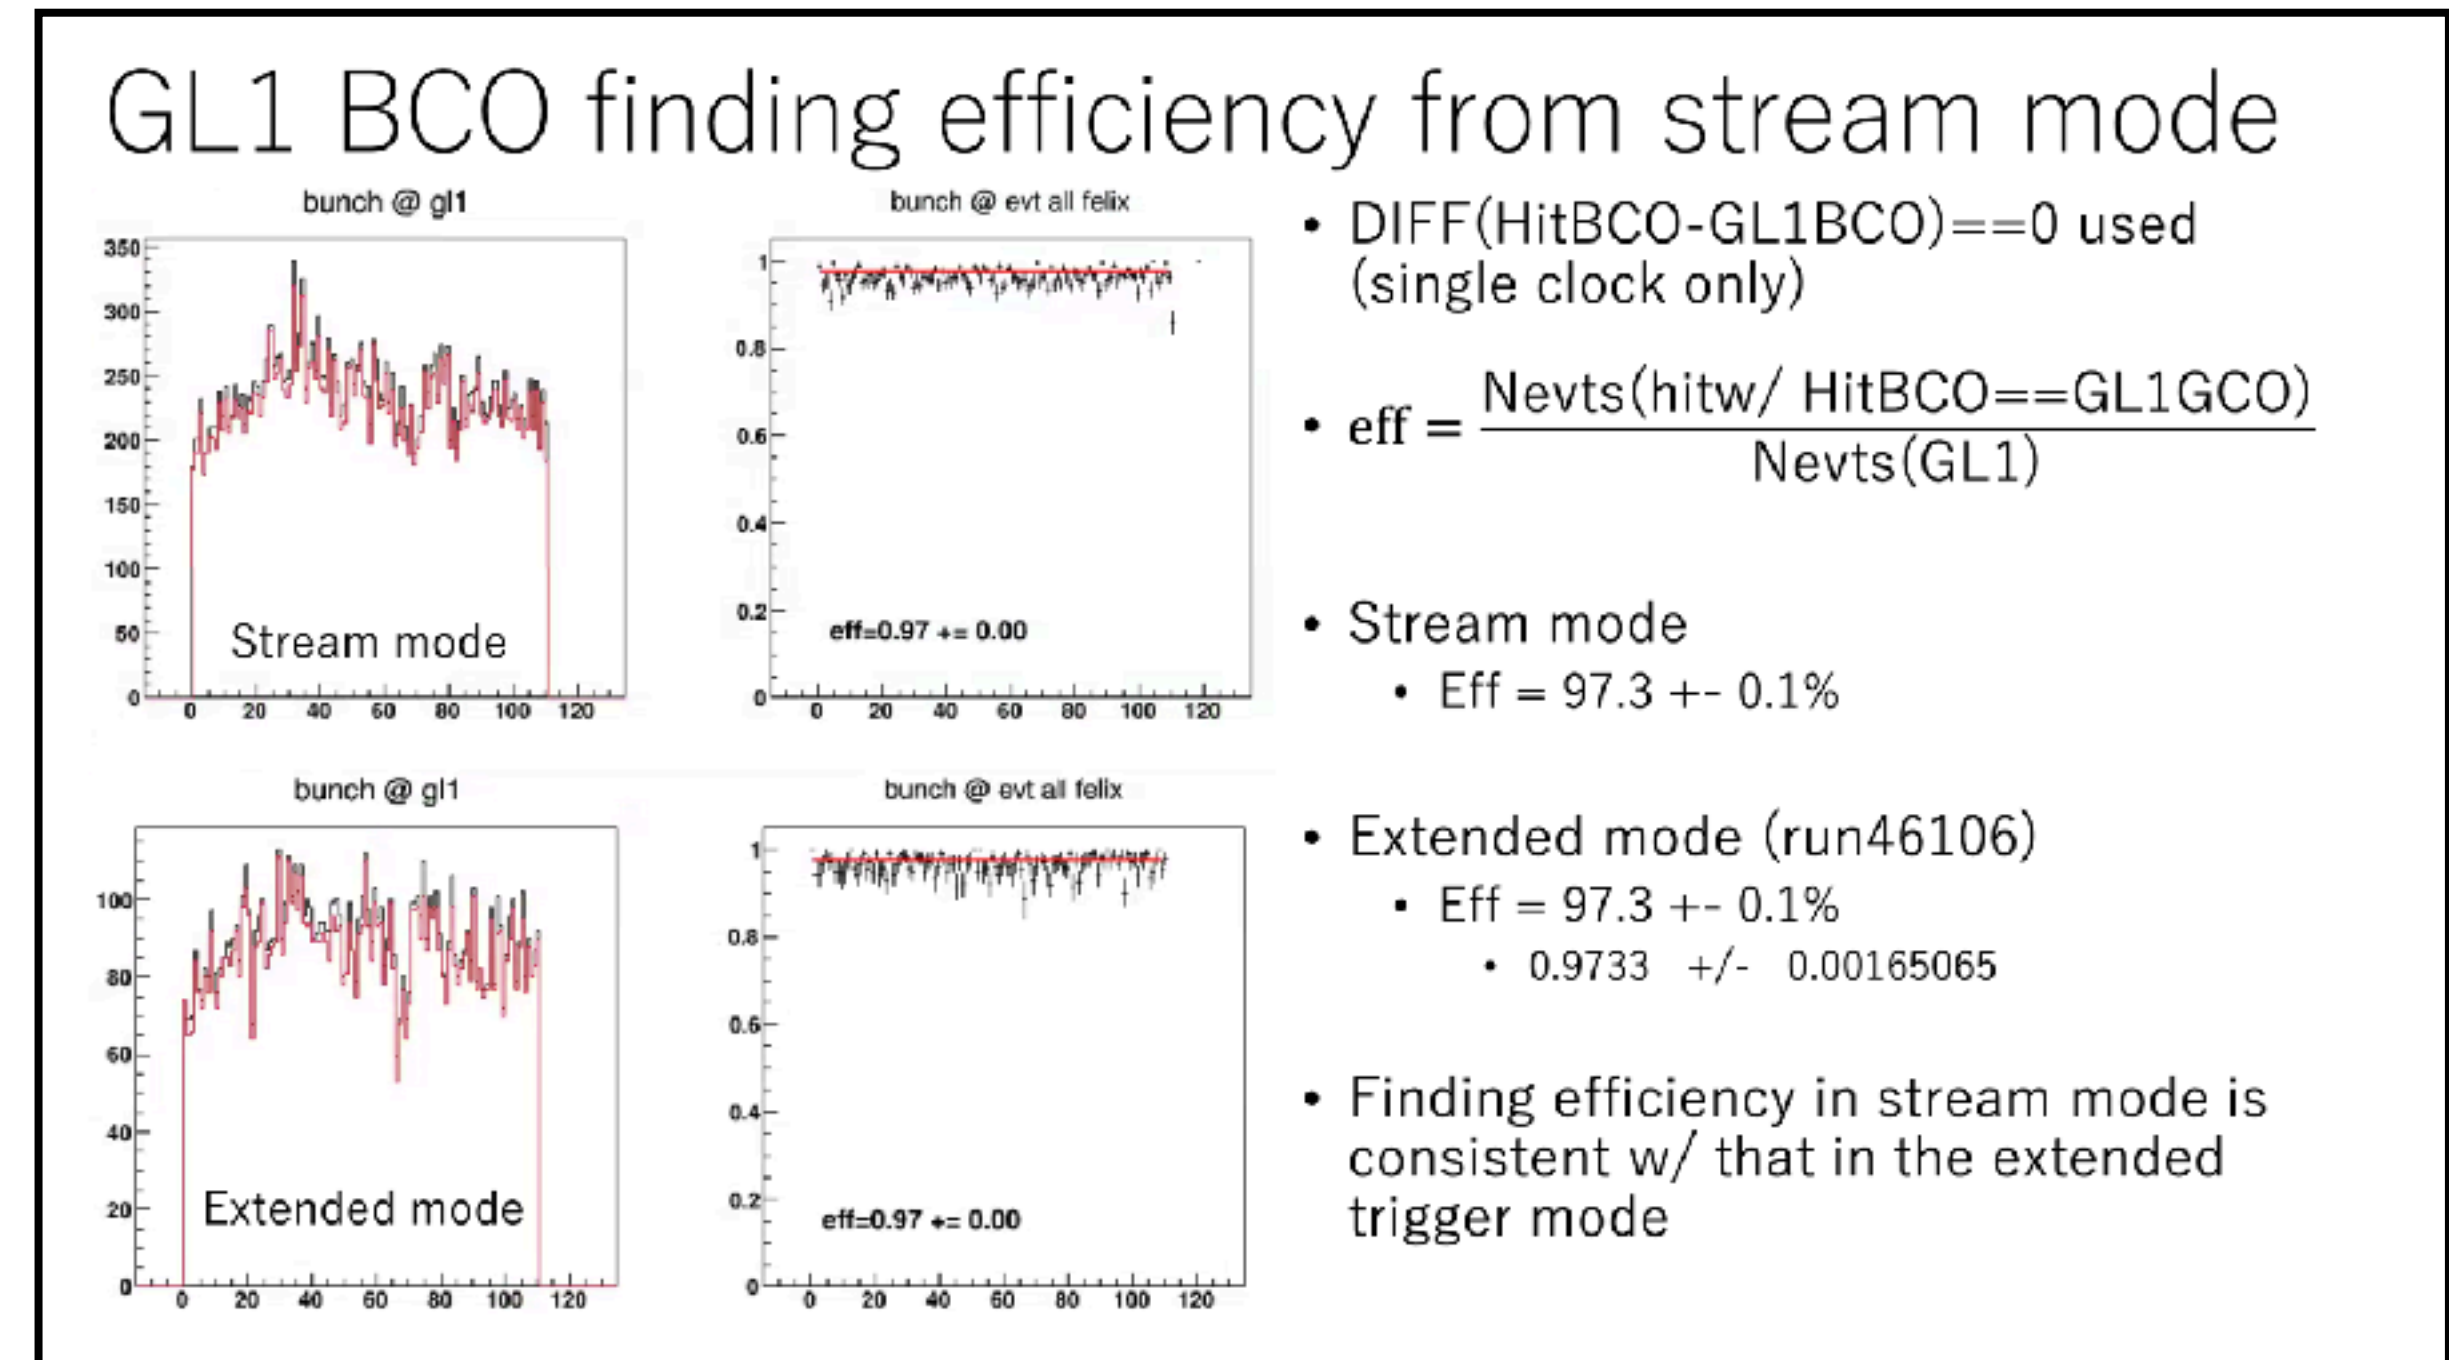 GL1 BCO finding efficiency from stream mode
bunch @ gl1
350
300
250
200
150
100
50
0
0 20 40 60 80 100 120
Stream mode
bunch @ evt all felix
1
0.8
0.6
0.4
0.2
0
0 20 40 60 80 100 120
eff=0.97 += 0.00
bunch @ gl1
100
80
60
40
20
0
0 20 40 60 80 100 120
Extended mode
bunch @ evt all felix
1
0.8
0.6
0.4
0.2
0
0 20 40 60 80 100 120
eff=0.97 += 0.00
• DIFF(HitBCO-GL1BCO)==0 used
(single clock only)
• eff = Nevts(hitw/ HitBCO==GL1GCO)
Nevts(GL1)
• Stream mode
• Eff = 97.3 +- 0.1%
• Extended mode (run46106)
• Eff = 97.3 +- 0.1%
• 0.9733 +/- 0.00165065
• Finding efficiency in stream mode is
consistent w/ that in the extended
trigger mode